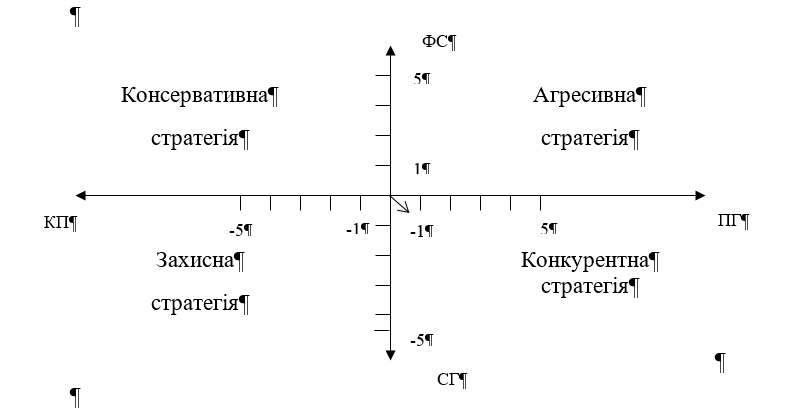 ¶
ФС¶
5¶
Консервативна¶
стратегія¶
Агресивна¶
стратегія¶
1¶
КП¶
-5¶
-1¶
-1¶
5¶
ПГ¶
Захисна¶
стратегія¶
Конкурентна¶
стратегія¶
-5¶
¶
СГ¶
¶